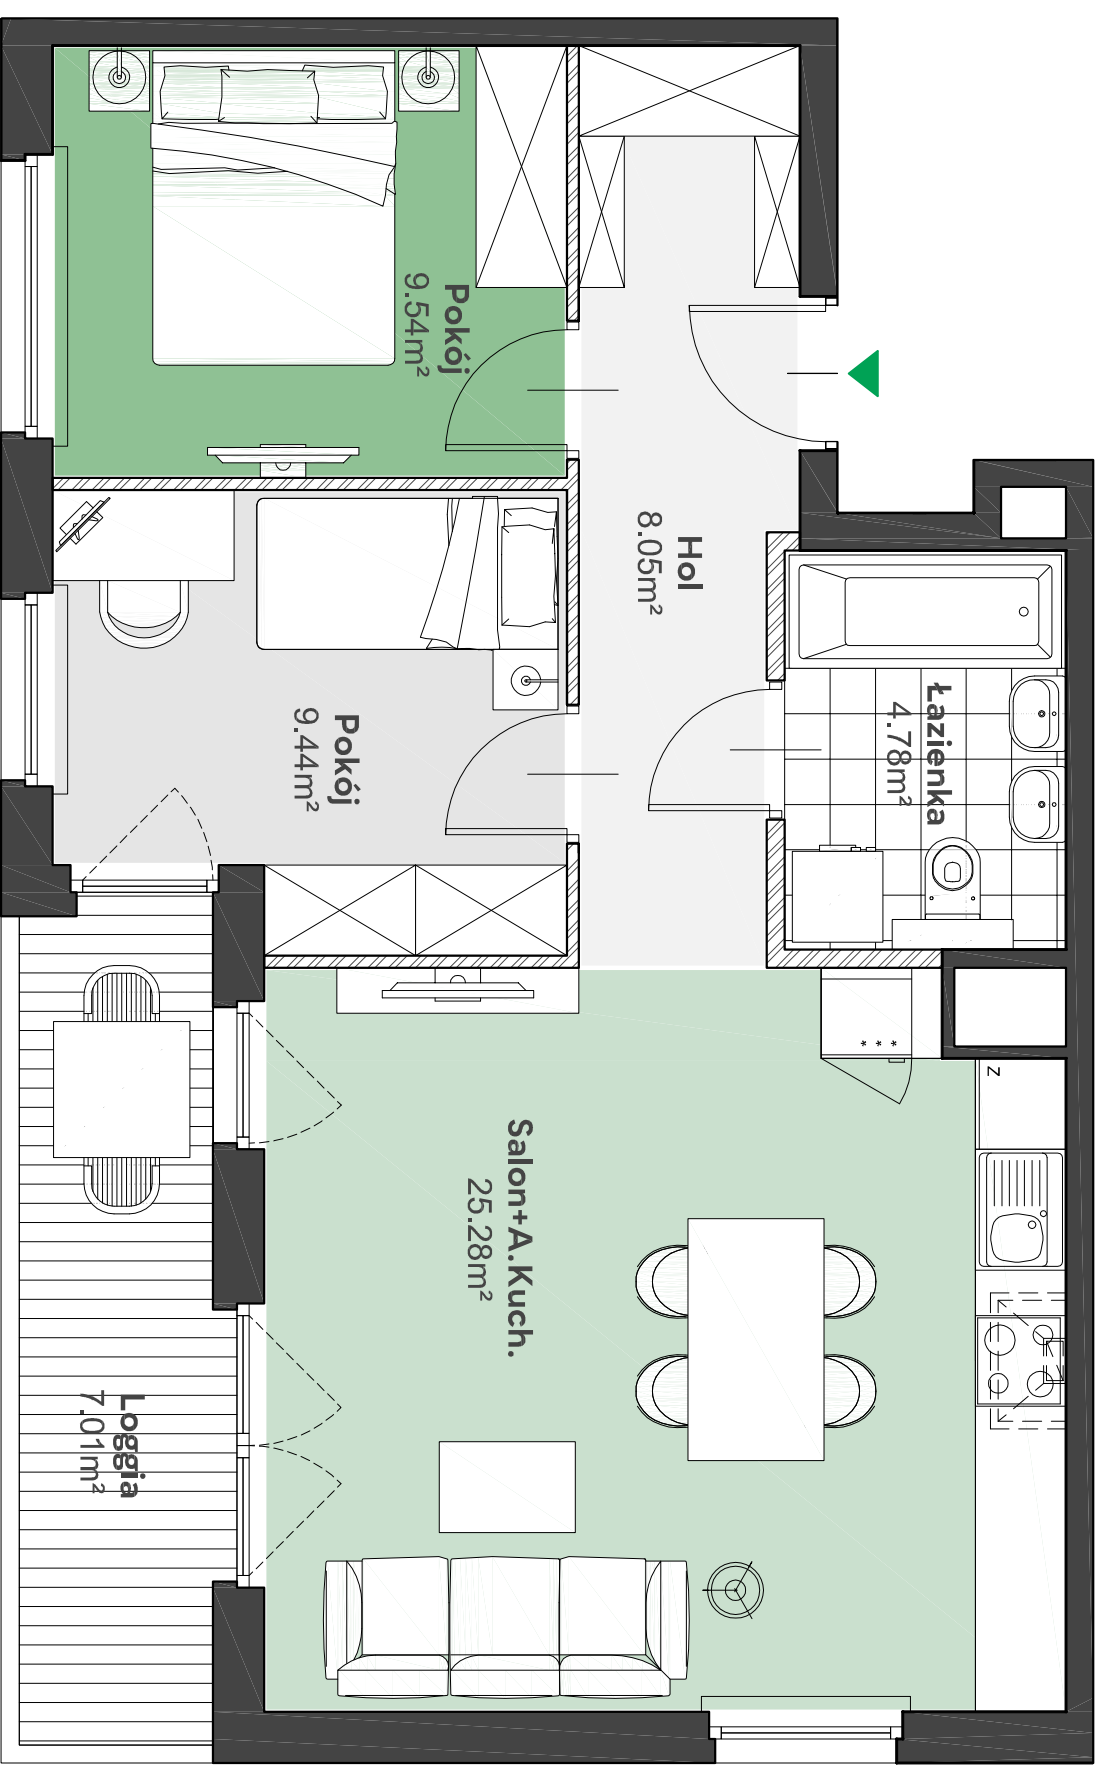 Pokój
9.54m²
Hol
8.05m²
Łazienka
4.78m²
Pokój
9.44m²
***
Z
Salon+A.Kuch.
25.28m²
Loggia
7.01m²